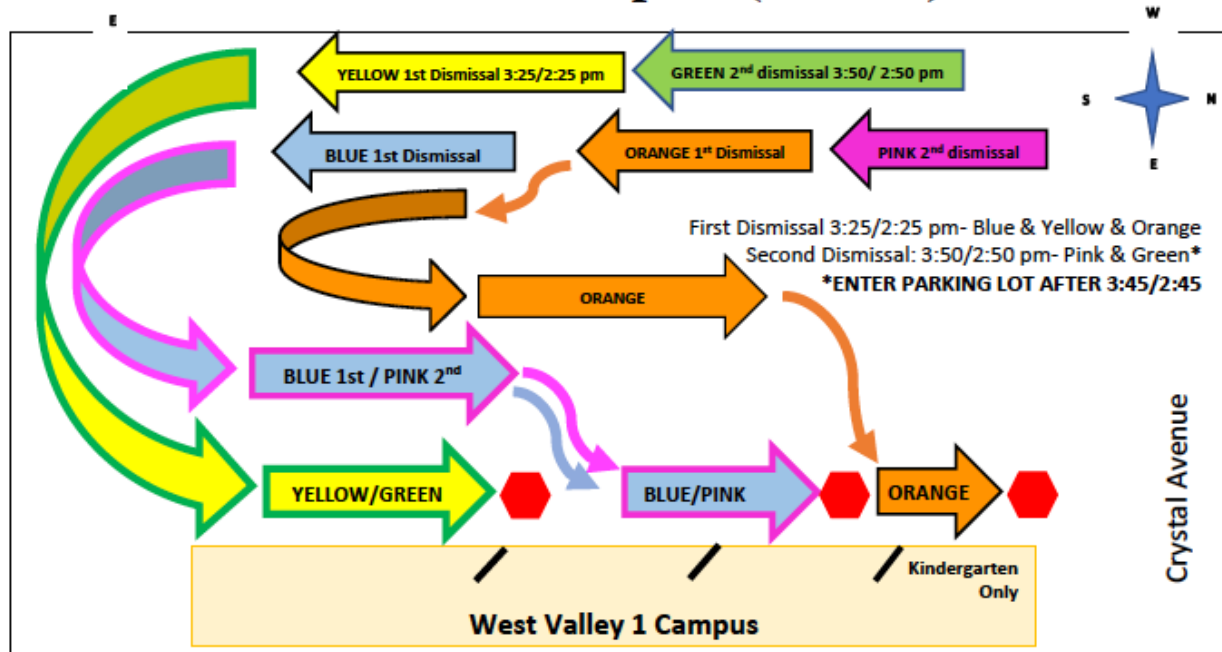 E
W
YELLOW 1st Dismissal 3:25/2:25 pm
GREEN 2nd dismissal 3:50/ 2:50 pm
S
N
BLUE 1st Dismissal
ORANGE 1st Dismissal
PINK 2nd dismissal
E
First Dismissal 3:25/2:25 pm- Blue & Yellow & Orange
Second Dismissal: 3:50/2:50 pm- Pink & Green*
*ENTER PARKING LOT AFTER 3:45/2:45
ORANGE
BLUE 1st / PINK 2nd
YELLOW/GREEN
BLUE/PINK
ORANGE
Crystal Avenue
Kindergarten
Only
West Valley 1 Campus